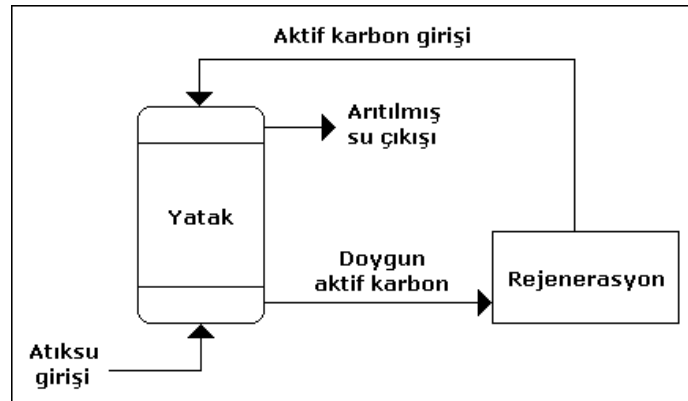 Aktif karbon girişi
Arıtılmış
su çıkışı
Yatak
Doygun
aktif karbon
Rejenerasyon
Atıksu
girişi